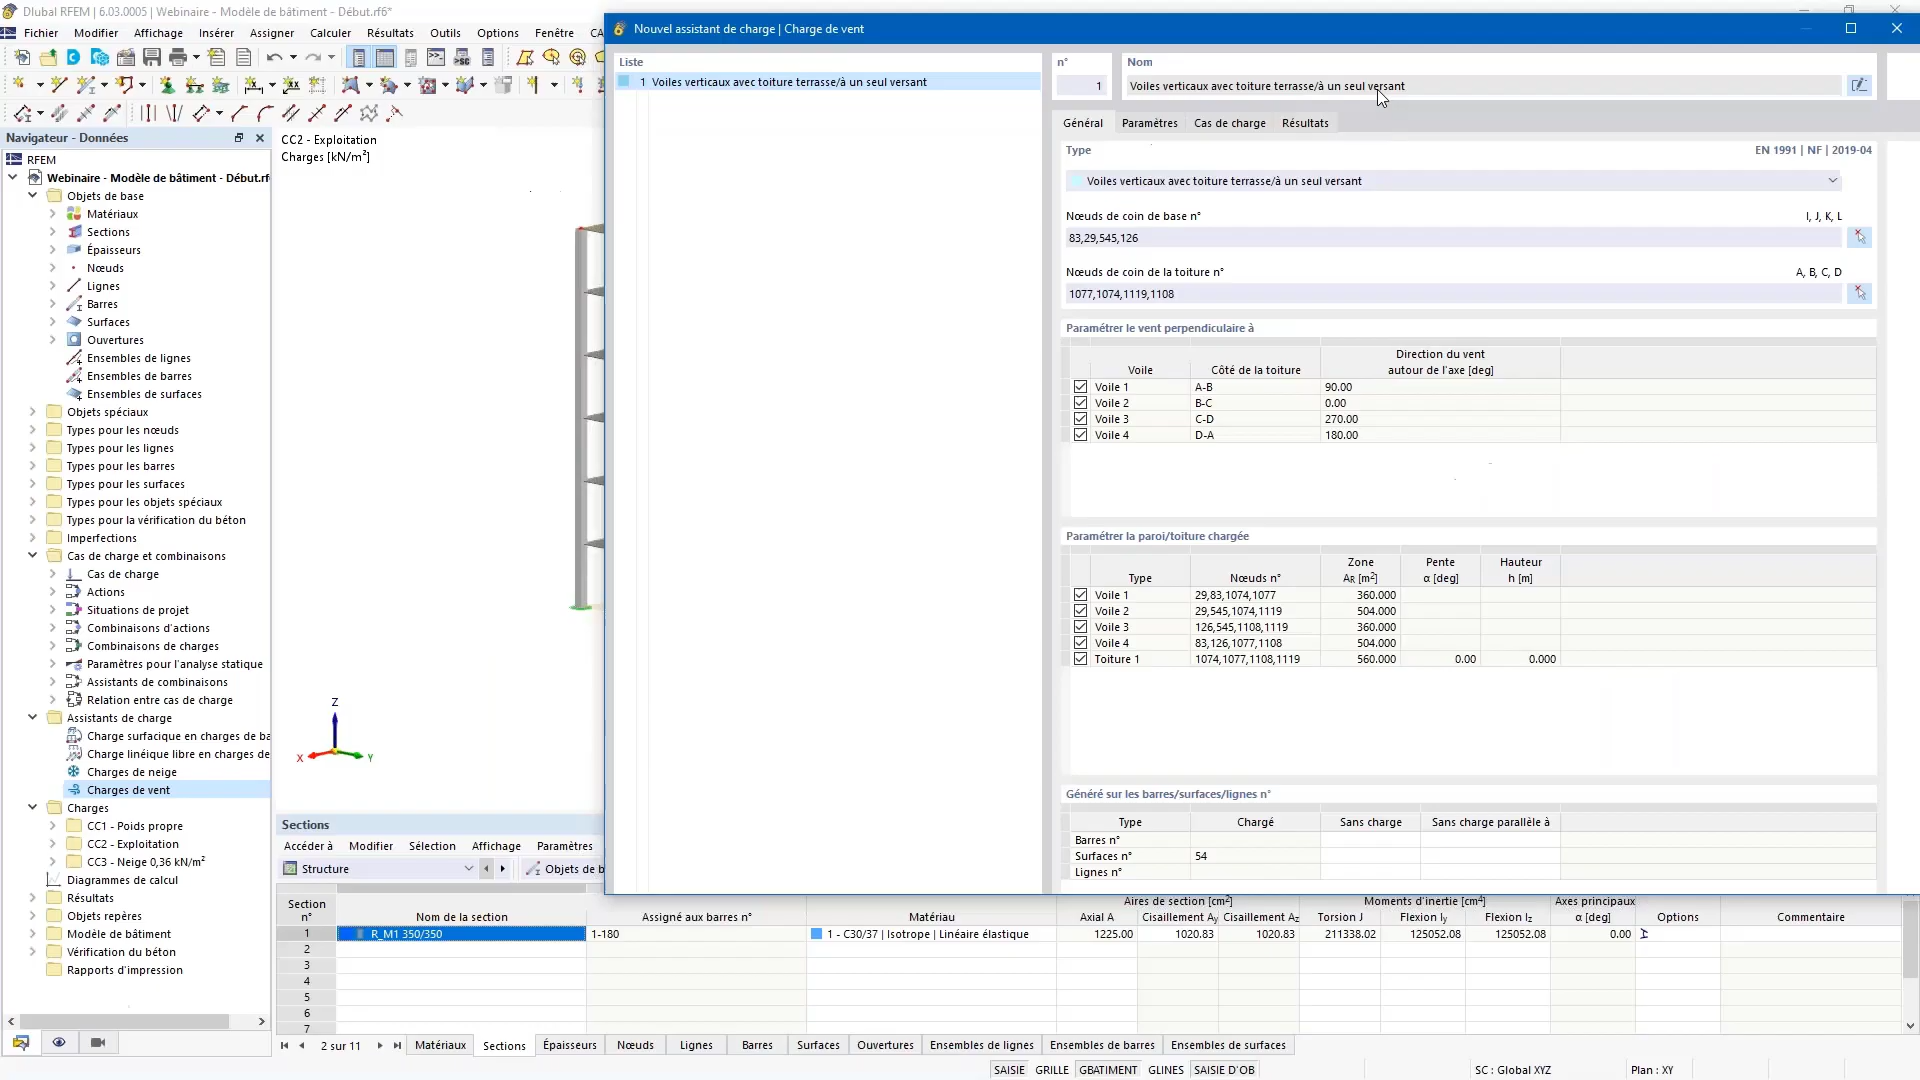 Dlubal RFEM | 6.03.0005 | Webinaire - Modèle de bâtiment - Début.rf6*
Fichier Modifier Affichage Insérer Assigner Calculer Résultats Outils Options Fenêtre CA
Navigateur - Données
RFEM
Webinaire - Modèle de bâtiment - Début.rf
Objets de base
Matériaux
Sections
Épaisseurs
Nœuds
Lignes
Barres
Surfaces
Ouvertures
Ensembles de lignes
Ensembles de barres
Ensembles de surfaces
Objets spéciaux
Types pour les nœuds
Types pour les lignes
Types pour les barres
Types pour les surfaces
Types pour les objets spéciaux
Types pour la vérification du béton
Imperfections
Cas de charge et combinaisons
Cas de charge
Actions
Situations de projet
Combinaisons d'actions
Combinaisons de charges
Paramètres pour l'analyse statique
Assistants de combinaisons
Relation entre cas de charge
Assistants de charge
Charge surfacique en charges de ba
Charge linéique libre en charges de
Charges de neige
Charges de vent
Charges
CC1 - Poids propre
CC2 - Exploitation
CC3 - Neige 0,36 kN/m²
Diagrammes de calcul
Résultats
Objets repères
Modèle de bâtiment
Vérification du béton
Rapports d'impression
CC2 - Exploitation
Charges [kN/m²]
Z
X
Y
Nouvel assistant de charge | Charge de vent
Liste
1 Voiles verticaux avec toiture terrasse/à un seul versant
n° Nom
1 Voiles verticaux avec toiture terrasse/à un seul versant
Général Paramètres Cas de charge Résultats
Type EN 1991 | NF | 2019-04
Voiles verticaux avec toiture terrasse/à un seul versant
Nœuds de coin de base n° I, J, K, L
83,29,545,126
Nœuds de coin de la toiture n° A, B, C, D
1077,1074,1119,1108
Paramétrer le vent perpendiculaire à
Direction du vent
Voile Côté de la toiture autour de l'axe [deg]
Voile 1 A-B 90.00
Voile 2 B-C 0.00
Voile 3 C-D 270.00
Voile 4 D-A 180.00
Paramétrer la paroi/toiture chargée
Zone Pente Hauteur
Type Nœuds n° AR [m²] α [deg] h [m]
Voile 1 29,83,1074,1077 360.000
Voile 2 29,545,1074,1119 504.000
Voile 3 126,545,1108,1119 360.000
Voile 4 83,126,1077,1108 504.000
Toiture 1 1074,1077,1108,1119 560.000 0.00 0.000
Généré sur les barres/surfaces/lignes n°
Type Chargé Sans charge Sans charge parallèle à
Barres n°
Surfaces n° 54
Lignes n°
Sections
Accéder à Modifier Sélection Affichage Paramètres
Structure Objets de b
Section Aires de section [cm²] Moments d'inertie [cm⁴] Axes principaux
n° Nom de la section Assigné aux barres n° Matériau Axial A Cisaillement Ay Cisaillement Az Torsion J Flexion Iy Flexion Iz α [deg] Options Commentaire
1 R_M1 350/350 1-180 1 - C30/37 | Isotrope | Linéaire élastique 1225.00 1020.83 1020.83 211338.02 125052.08 125052.08 0.00
2
3
4
5
6
7
2 sur 11 Matériaux Sections Épaisseurs Nœuds Lignes Barres Surfaces Ouvertures Ensembles de lignes Ensembles de barres Ensembles de surfaces
SAISIE GRILLE GBATIMENT GLINES SAISIE D'OB SC : Global XYZ Plan : XY